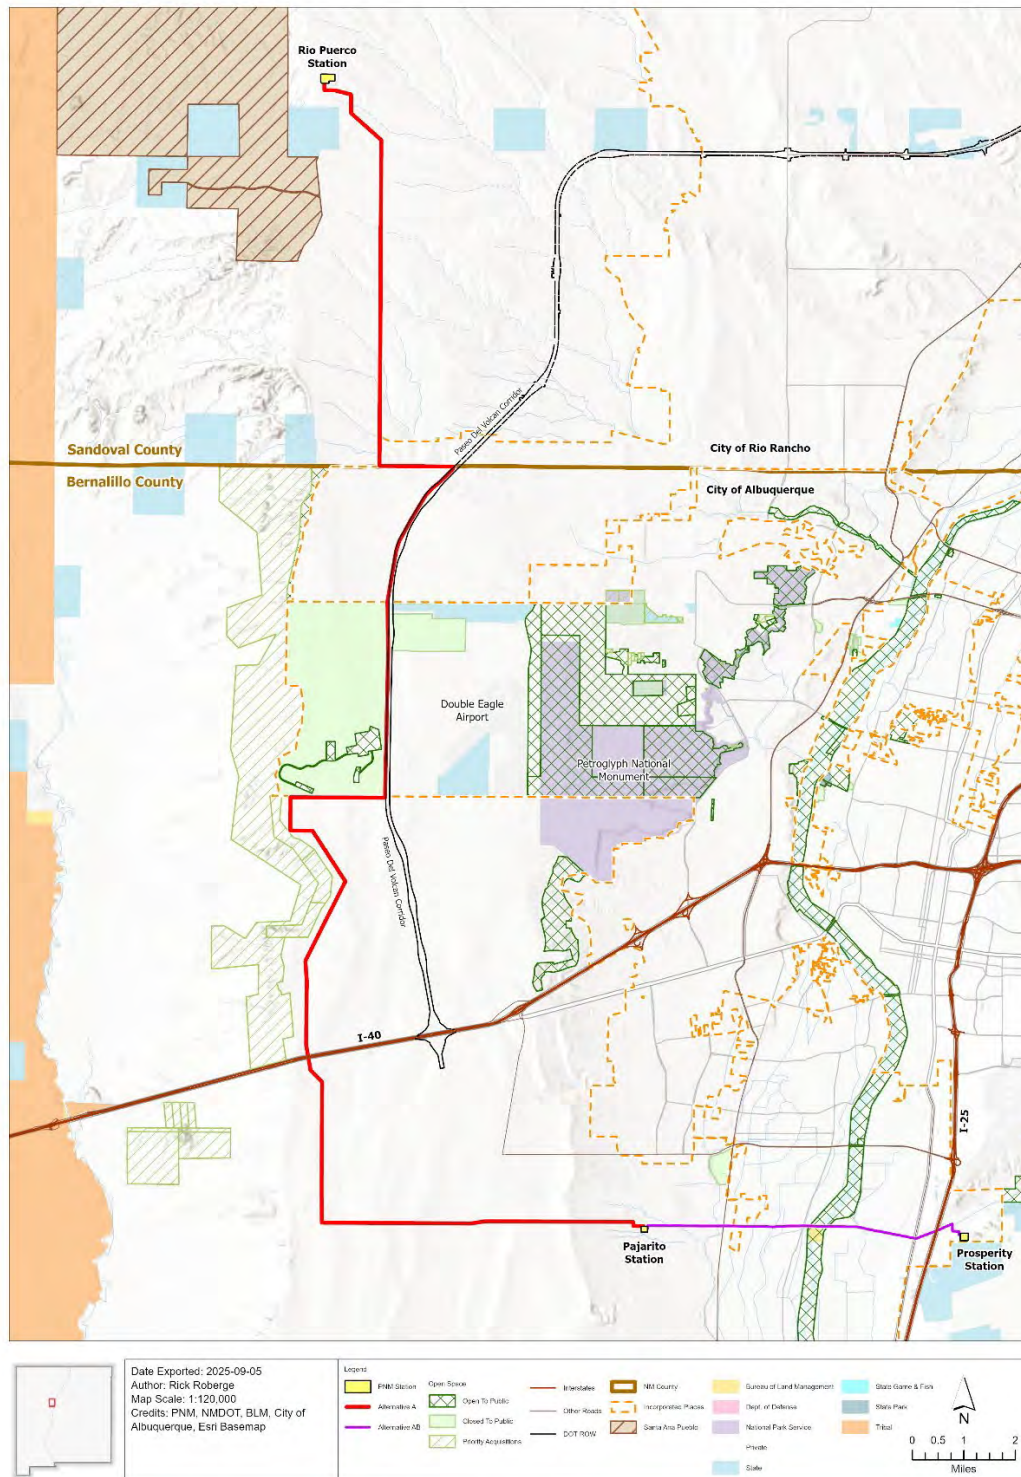 Rio Puerco
Station
Paseo Del Volcan Corridor
Sandoval County
City of Rio Rancho
Bernalillo County
City of Albuquerque
Double Eagle
Airport
Petroglyph National
Monument
Paseo Del Volcan Corridor
I-40
I-25
Pajarito
Station
Prosperity
Station
Date Exported: 2025-09-05
Author: Rick Roberge
Map Scale: 1:120,000
Credits: PNM, NMDOT, BLM, City of
Albuquerque, Esri Basemap
Legend
PNM Station
Alternative A
Alternative AB
Open Space
Open To Public
Closed To Public
Priority Acquisitions
Interstates
Other Roads
DOT ROW
NM County
Incorporated Places
Santa Ana Pueblo
Bureau of Land Management
Dept. of Defense
National Park Service
Private
State
State Game & Fish
State Park
Tribal
N
0 0.5 1 2
Miles